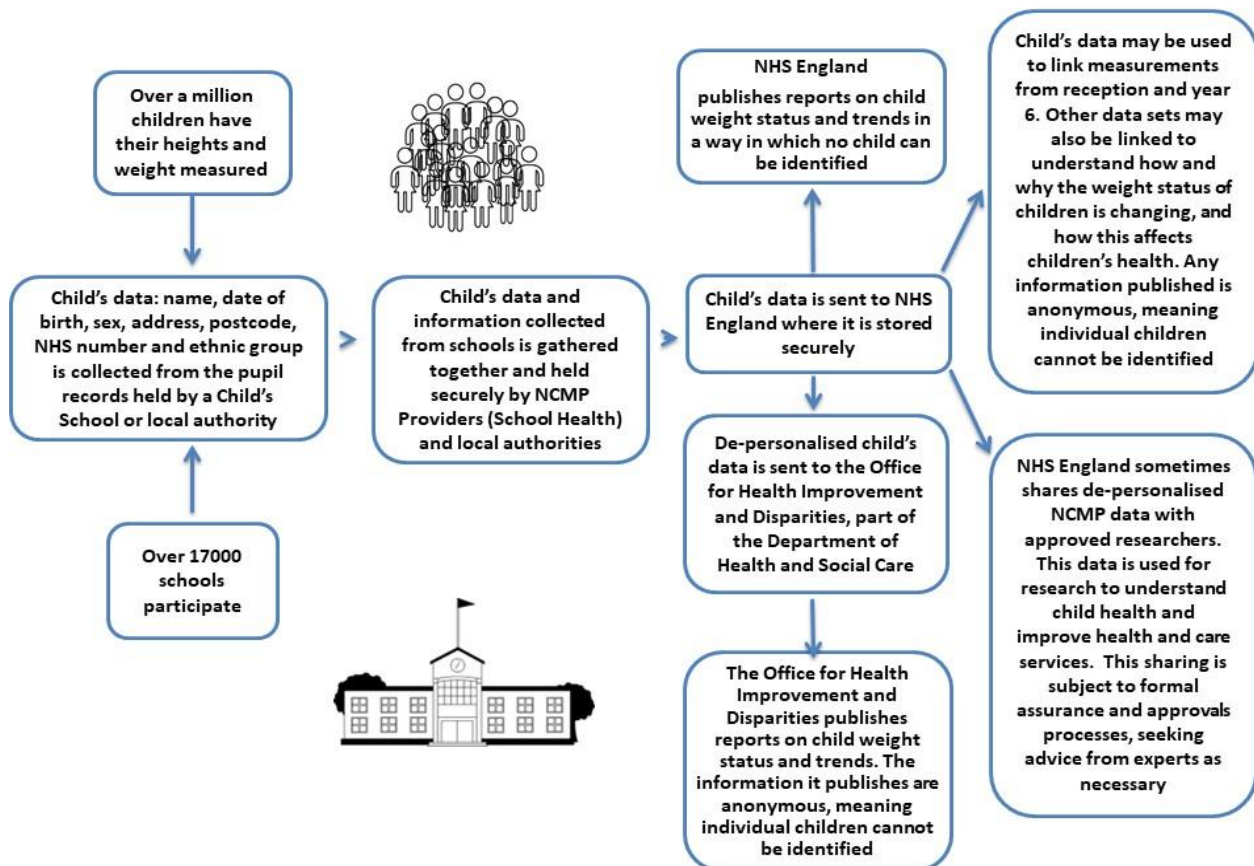 Over a million
children have
their heights and
weight measured
Child’s data: name, date of
birth, sex, address, postcode,
NHS number and ethnic group
is collected from the pupil
records held by a Child’s
School or local authority
Over 17000
schools
participate
Child’s data and
information collected
from schools is gathered
together and held
securely by NCMP
Providers (School Health)
and local authorities
NHS England
publishes reports on child
weight status and trends in
a way in which no child can
be identified
Child’s data is sent to NHS
England where it is stored
securely
De-personalised child’s
data is sent to the Office
for Health Improvement
and Disparities, part of
the Department of
Health and Social Care
The Office for Health
Improvement and
Disparities publishes
reports on child weight
status and trends. The
information it publishes are
anonymous, meaning
individual children cannot
be identified
Child’s data may be used
to link measurements
from reception and year
6. Other data sets may
also be linked to
understand how and
why the weight status of
children is changing, and
how this affects
children’s health. Any
information published is
anonymous, meaning
individual children
cannot be identified
NHS England sometimes
shares de-personalised
NCMP data with
approved researchers.
This data is used for
research to understand
child health and
improve health and care
services.  This sharing is
subject to formal
assurance and approvals
processes, seeking
advice from experts as
necessary